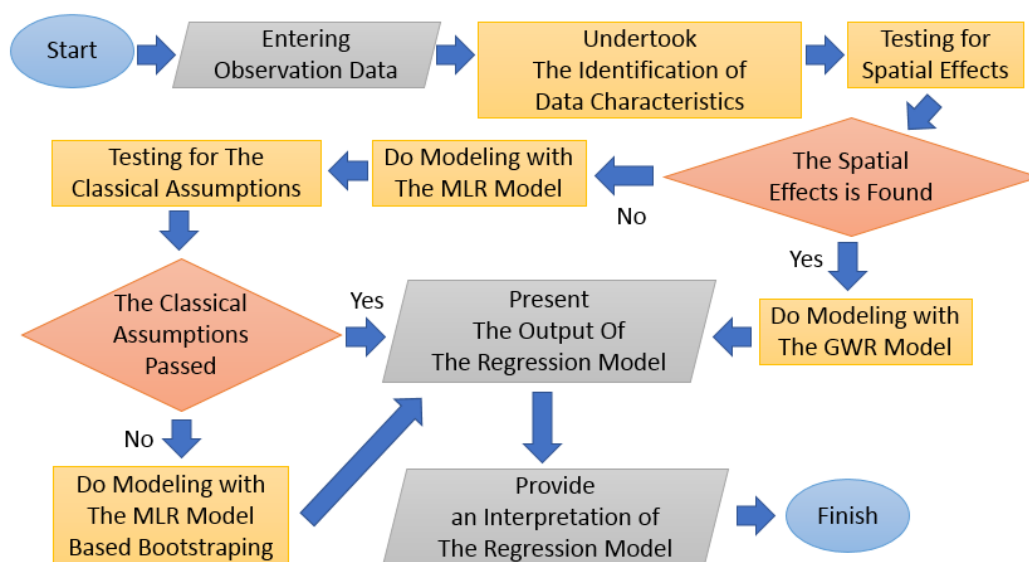 Start
Entering
Observation Data
Undertook
The Identification of
Data Characteristics
Testing for
Spatial Effects
The Spatial
Effects is Found
No
Do Modeling with
The MLR Model
Testing for The
Classical Assumptions
Yes
Do Modeling with
The GWR Model
The Classical
Assumptions
Passed
Yes
Present
The Output Of
The Regression Model
No
Do Modeling with
The MLR Model
Based Bootstraping
Provide
an Interpretation of
The Regression Model
Finish